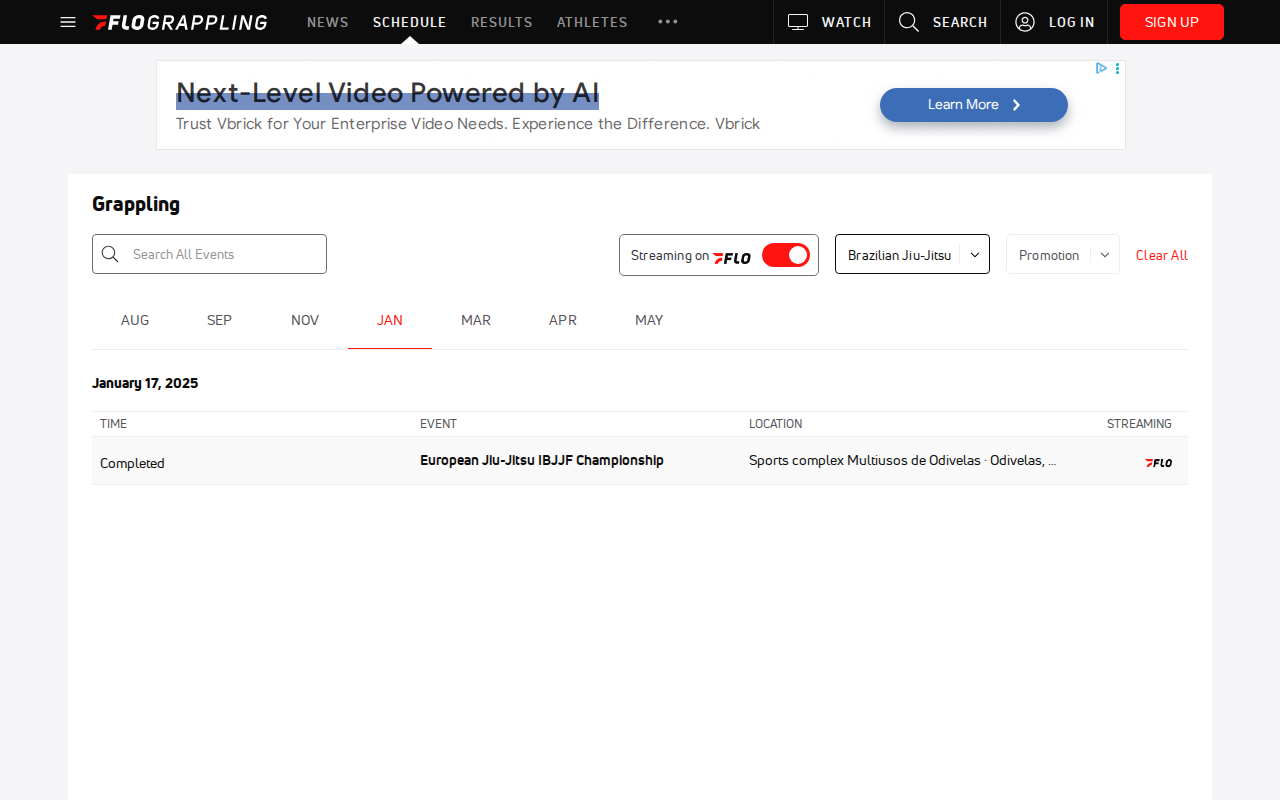 FLOGRAPPLING NEWS SCHEDULE RESULTS ATHLETES WATCH SEARCH LOG IN SIGN UP
Next-Level Video Powered by AI
Trust Vbrick for Your Enterprise Video Needs. Experience the Difference. Vbrick
Learn More
Grappling
Search All Events
Streaming on FLO
Brazilian Jiu-Jitsu
Promotion
Clear All
AUG SEP NOV JAN MAR APR MAY
January 17, 2025
TIME EVENT LOCATION STREAMING
Completed European Jiu-Jitsu IBJJF Championship Sports complex Multiusos de Odivelas · Odivelas, ... FLO